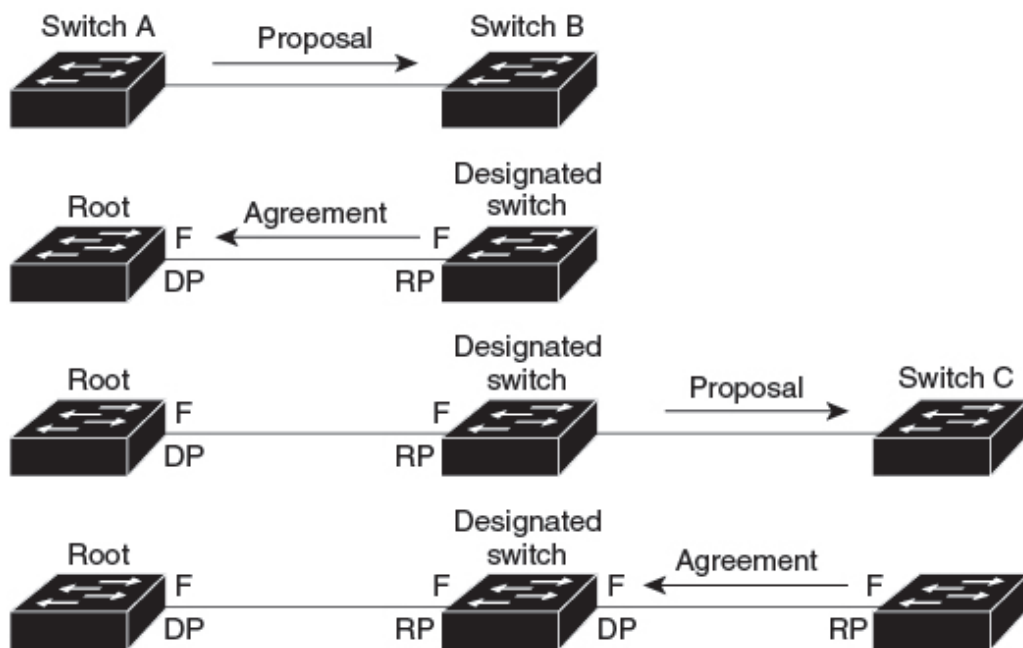 Switch A
Proposal
Switch B
Root
Agreement
Designated
switch
F
F
DP
RP
Root
Designated
switch
Proposal
Switch C
F
F
DP
RP
Root
Designated
switch
Agreement
F
F
F
F
DP
RP
DP
RP